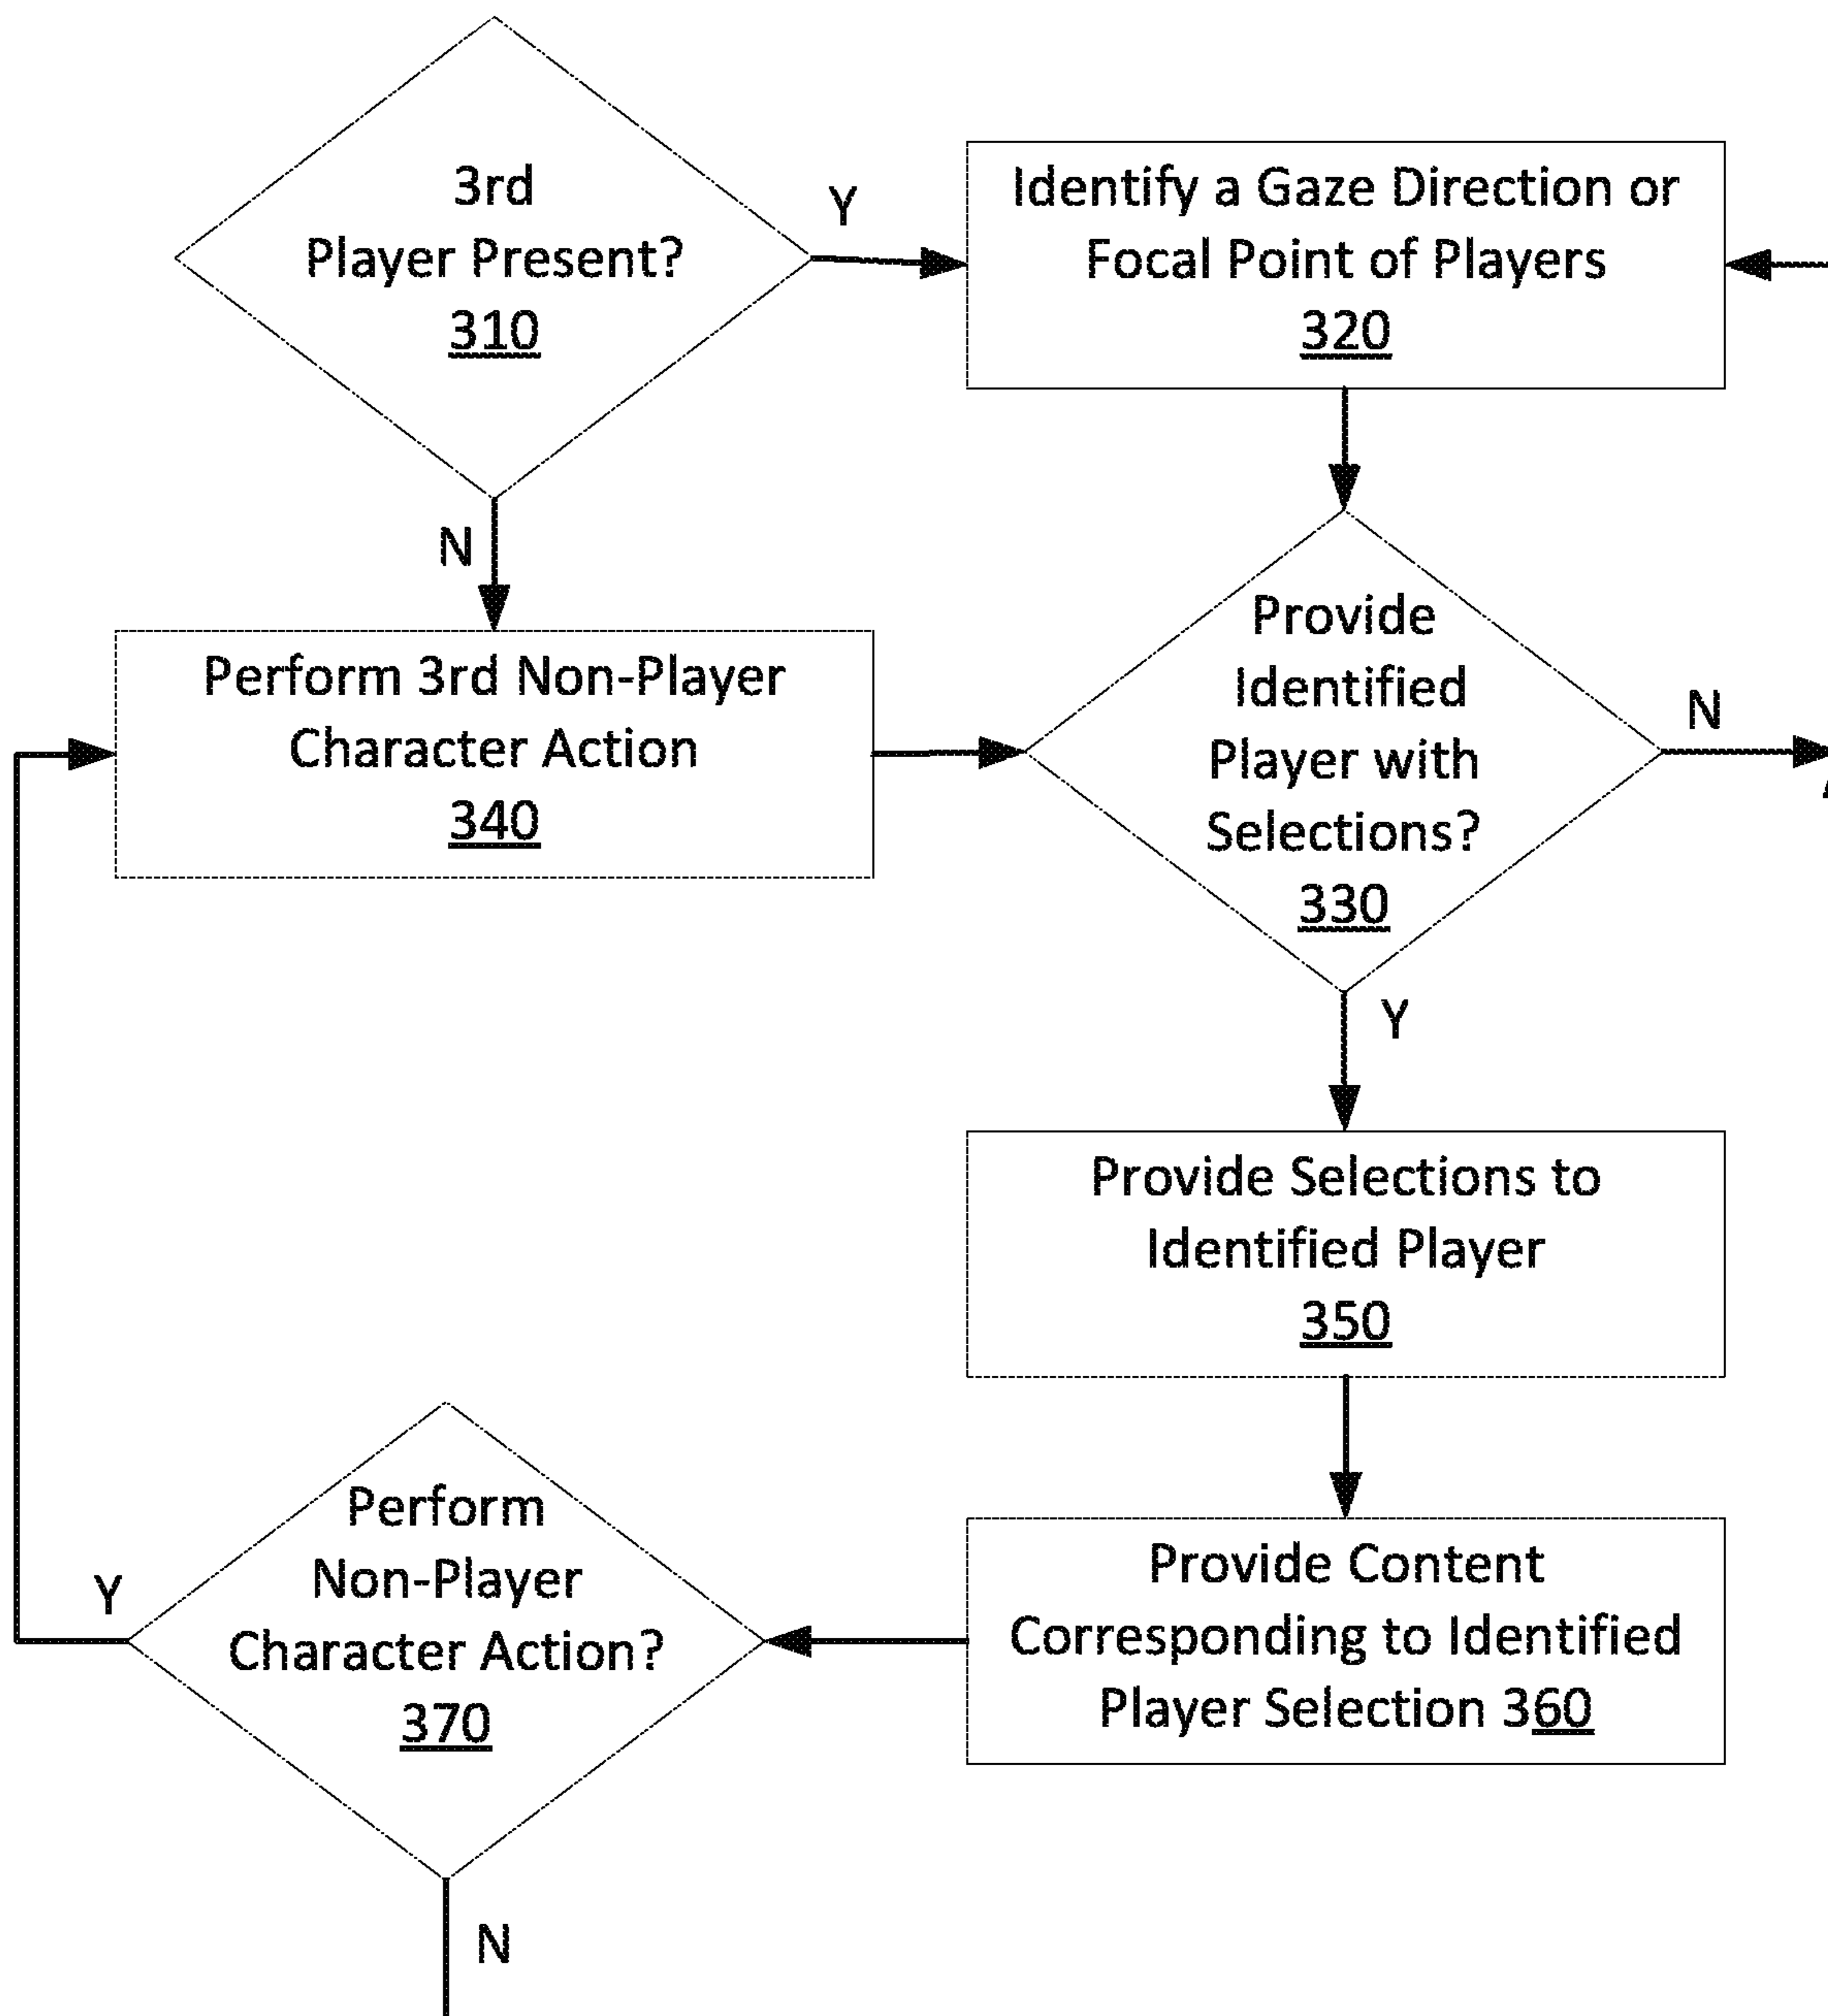 3rd
Player Present?
310
Y
N
Identify a Gaze Direction or
Focal Point of Players
320
Perform 3rd Non-Player
Character Action
340
Provide
Identified
Player with
Selections?
330
N
Y
Provide Selections to
Identified Player
350
Provide Content
Corresponding to Identified
Player Selection 360
Perform
Non-Player
Character Action?
370
Y
N